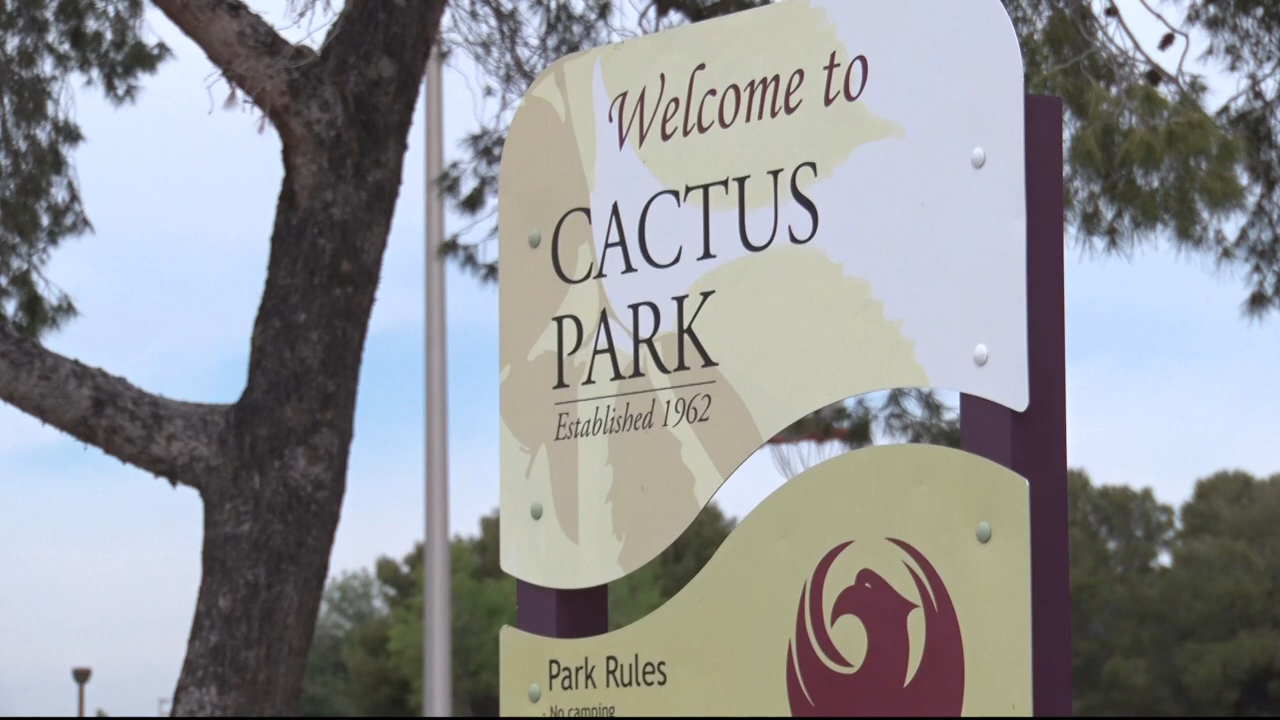 Welcome to
CACTUS
PARK
Established 1962
Park Rules
· No camping